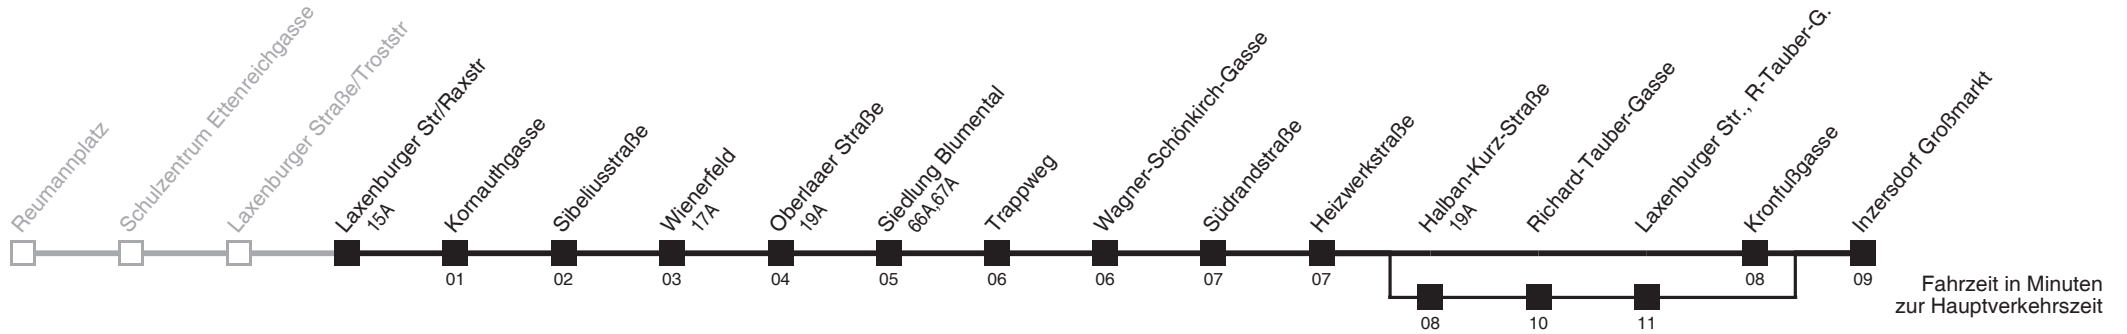 Reumannplatz
Schulzentrum Ettenreichgasse
Laxenburger Straße/Troststr
Laxenburger Str/Raxstr
15A
Kornauthgasse
Sibeliusstraße
Wienerfeld
17A
Oberlaaer Straße
19A
Siedlung Blumental
66A,67A
Trappweg
Wagner-Schönkirch-Gasse
Südrandstraße
Heizwerkstraße
Halban-Kurz-Straße
19A
Richard-Tauber-Gasse
Laxenburger Str., R-Tauber-G.
Kronfußgasse
Inzersdorf Großmarkt
01 02 03 04 05 06 06 07 07 08 09
08 10 11
Fahrzeit in Minuten
zur Hauptverkehrszeit